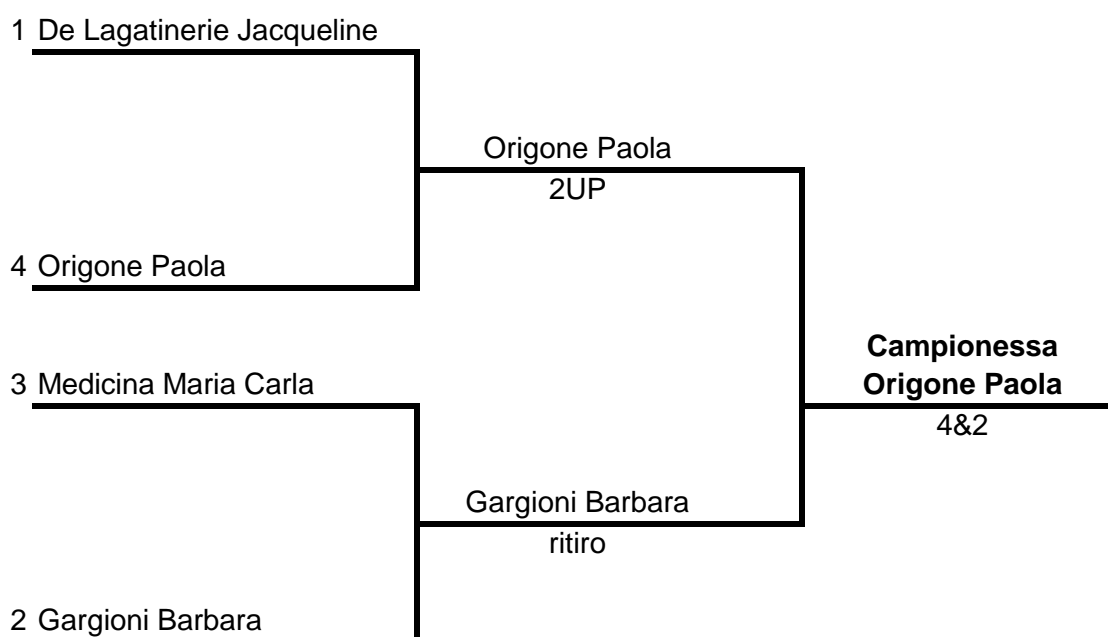 1 De Lagatinerie Jacqueline
Origone Paola
2UP
4 Origone Paola
Campionessa
3 Medicina Maria Carla
Origone Paola
4&2
Gargioni Barbara
ritiro
2 Gargioni Barbara